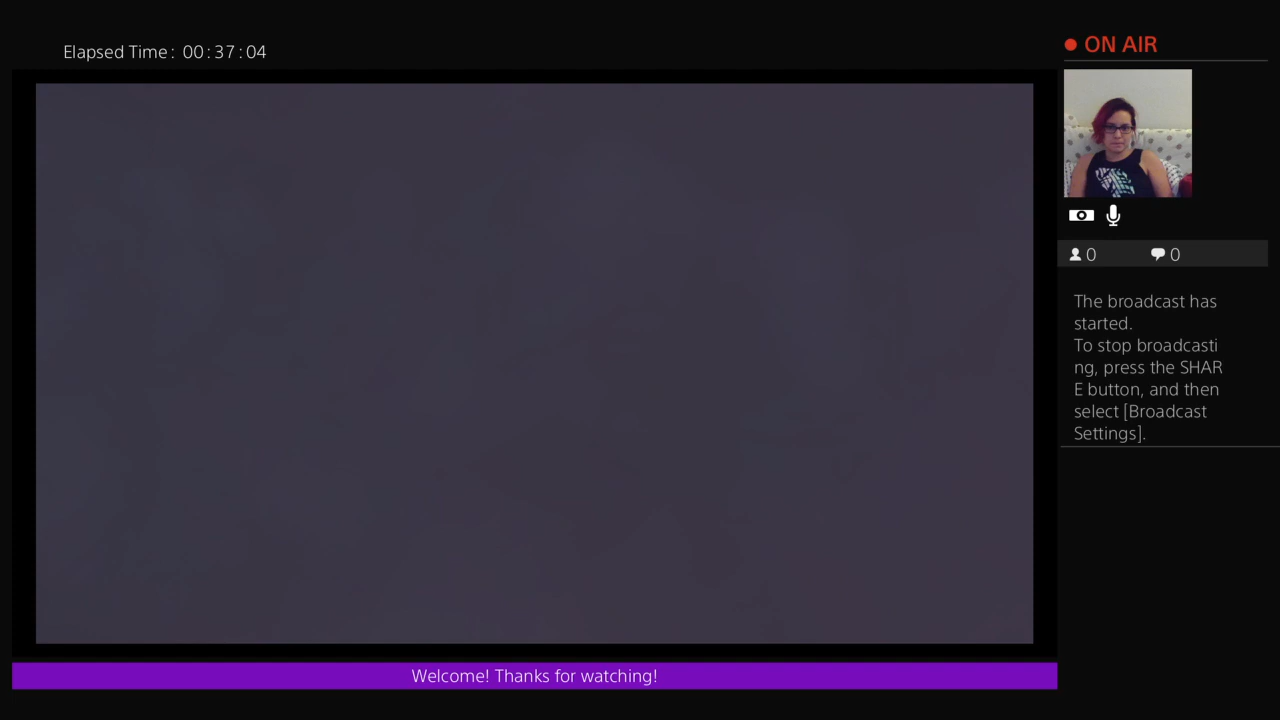 Elapsed Time: 00:37:04
ON AIR
0 0
The broadcast has
started.
To stop broadcasti
ng, press the SHAR
E button, and then
select [Broadcast
Settings].
Welcome! Thanks for watching!